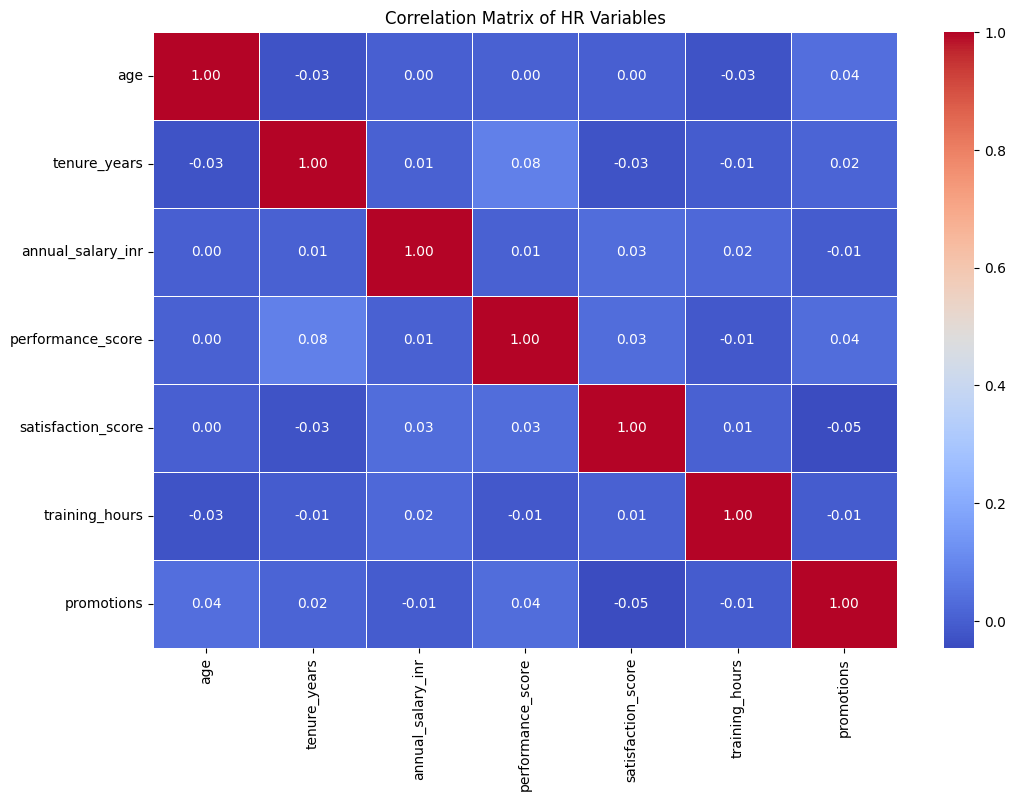 Correlation Matrix of HR Variables
age 1.00 -0.03 0.00 0.00 0.00 -0.03 0.04
tenure_years -0.03 1.00 0.01 0.08 -0.03 -0.01 0.02
annual_salary_inr 0.00 0.01 1.00 0.01 0.03 0.02 -0.01
performance_score 0.00 0.08 0.01 1.00 0.03 -0.01 0.04
satisfaction_score 0.00 -0.03 0.03 0.03 1.00 0.01 -0.05
training_hours -0.03 -0.01 0.02 -0.01 0.01 1.00 -0.01
promotions 0.04 0.02 -0.01 0.04 -0.05 -0.01 1.00
age
tenure_years
annual_salary_inr
performance_score
satisfaction_score
training_hours
promotions
1.0
0.8
0.6
0.4
0.2
0.0